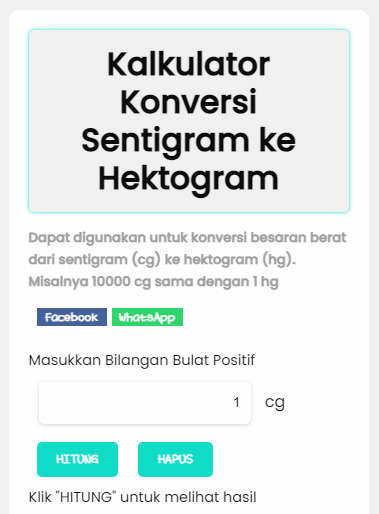 Kalkulator
Konversi
Sentigram ke
Hektogram
Dapat digunakan untuk konversi besaran berat
dari sentigram (cg) ke hektogram (hg).
Misalnya 10000 cg sama dengan 1 hg
Facebook WhatsApp
Masukkan Bilangan Bulat Positif
1 cg
HITUNG HAPUS
Klik "HITUNG" untuk melihat hasil